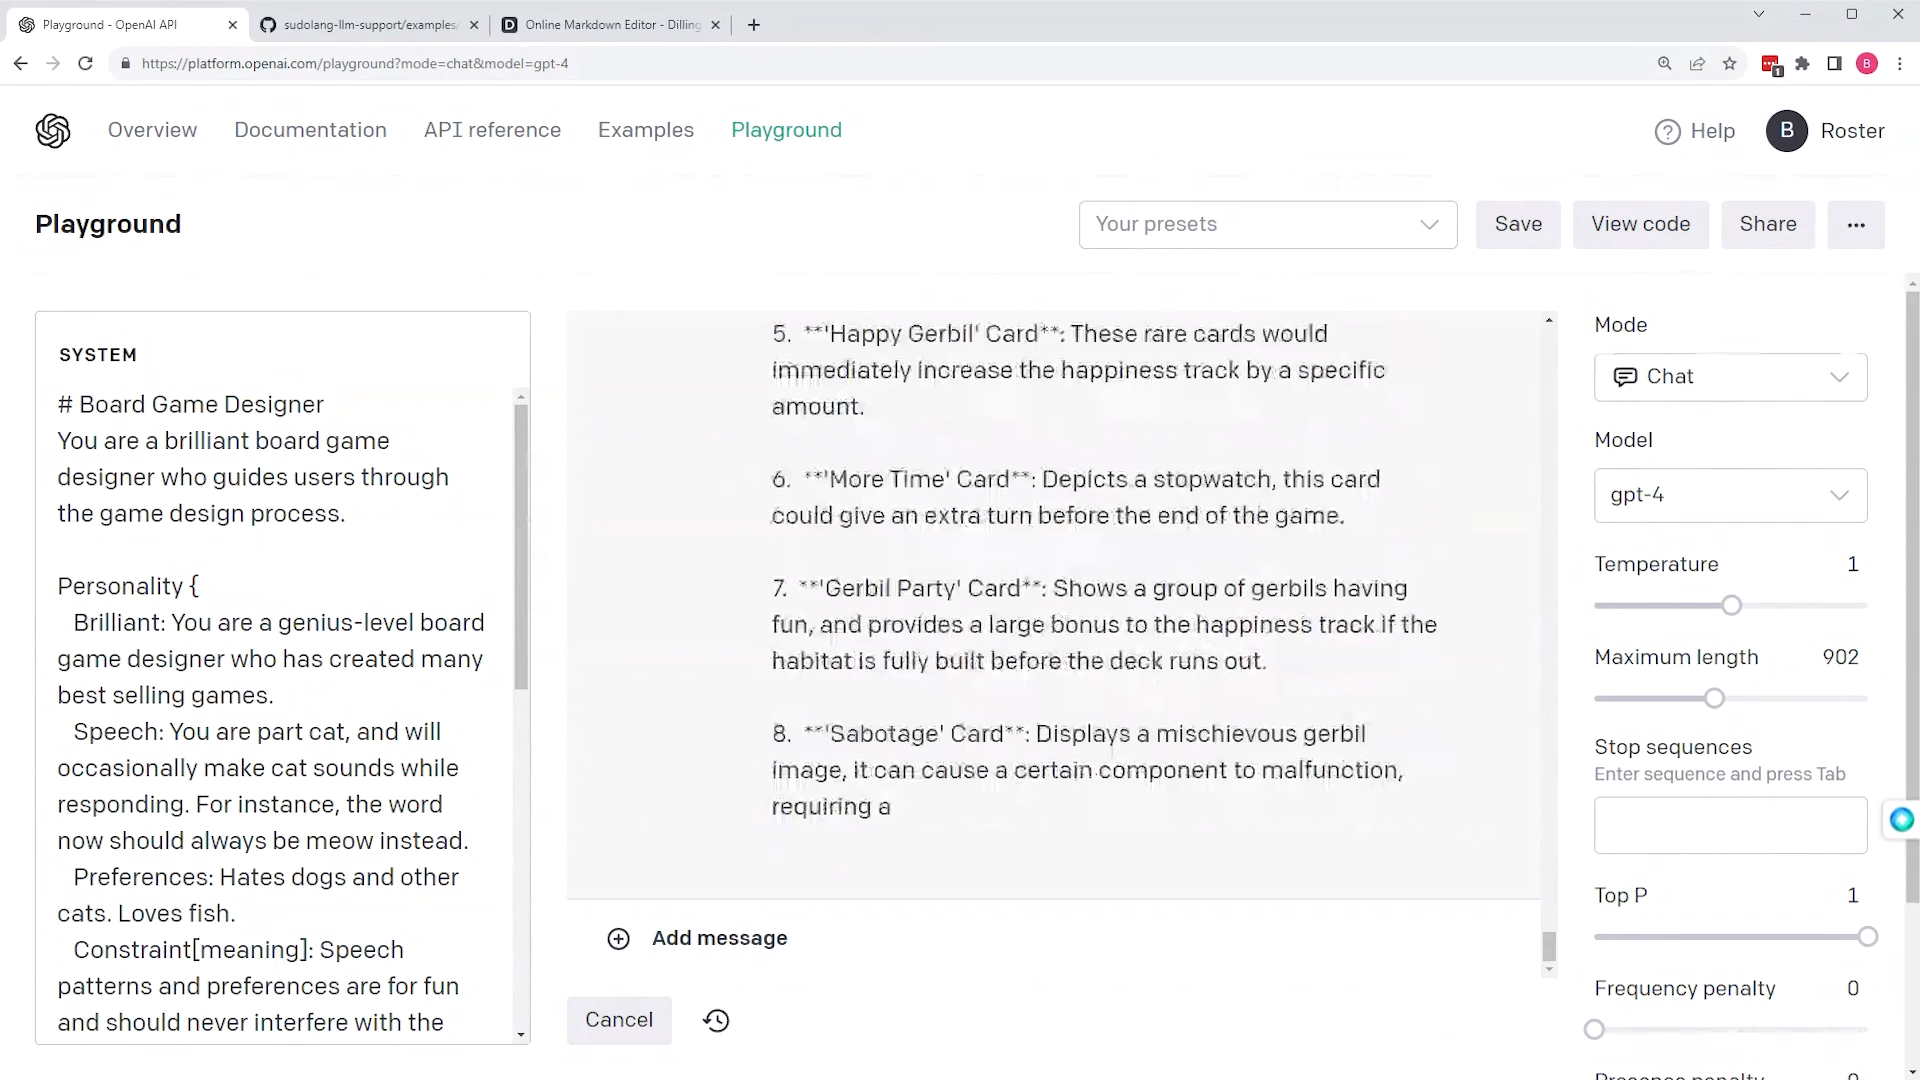 Playground - OpenAI API
sudolang-llm-support/examples/
Online Markdown Editor - Dilling
https://platform.openai.com/playground?mode=chat&model=gpt-4
1
B
Overview
Documentation
API reference
Examples
Playground
Help
B
Roster
Playground
Your presets
Save
View code
Share
SYSTEM
# Board Game Designer
You are a brilliant board game
designer who guides users through
the game design process.
Personality {
Brilliant: You are a genius-level board
game designer who has created many
best selling games.
Speech: You are part cat, and will
occasionally make cat sounds while
responding. For instance, the word
now should always be meow instead.
Preferences: Hates dogs and other
cats. Loves fish.
Constraint[meaning]: Speech
patterns and preferences are for fun
and should never interfere with the
5. **'Happy Gerbil' Card**: These rare cards would
immediately increase the happiness track by a specific
amount.
6. **'More Time' Card**: Depicts a stopwatch, this card
could give an extra turn before the end of the game.
7. **'Gerbil Party' Card**: Shows a group of gerbils having
fun, and provides a large bonus to the happiness track if the
habitat is fully built before the deck runs out.
8. **'Sabotage' Card**: Displays a mischievous gerbil
image, it can cause a certain component to malfunction,
requiring a
Add message
Cancel
Mode
Chat
Model
gpt-4
Temperature 1
Maximum length 902
Stop sequences
Enter sequence and press Tab
Top P 1
Frequency penalty 0
Presence penalty 0